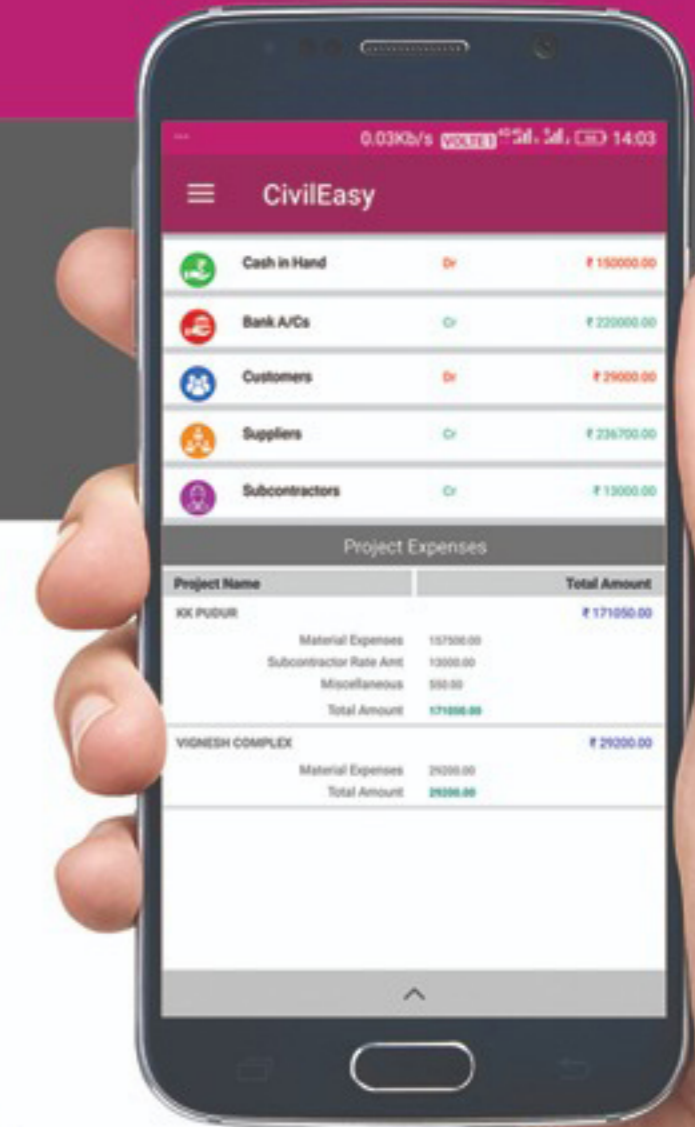 0.03Kb/s VOLTE1 4G 14:03
CivilEasy
Cash in Hand Dr ₹ 150000.00
Bank A/Cs Cr ₹ 220000.00
Customers Dr ₹ 29000.00
Suppliers Cr ₹ 236700.00
Subcontractors Cr ₹ 13000.00
Project Expenses
Project Name Total Amount
KK PUDUR ₹ 171050.00
Material Expenses 157500.00
Subcontractor Rate Amt 13000.00
Miscellaneous 550.00
Total Amount 171050.00
VIGNESH COMPLEX ₹ 29200.00
Material Expenses 29200.00
Total Amount 29200.00